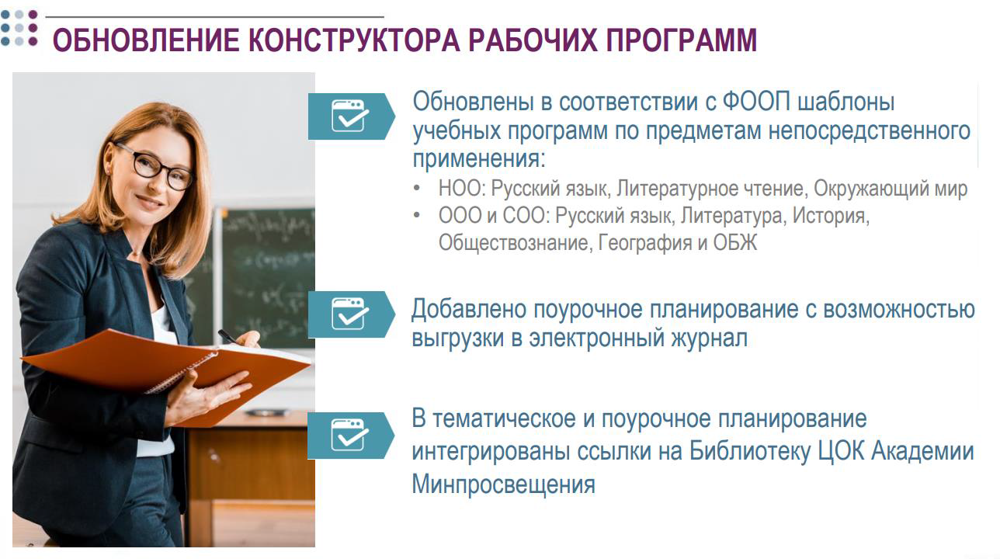 ОБНОВЛЕНИЕ КОНСТРУКТОРА РАБОЧИХ ПРОГРАММ
Обновлены в соответствии с ФООП шаблоны
учебных программ по предметам непосредственного
применения:
• НОО: Русский язык, Литературное чтение, Окружающий мир
• ООО и СОО: Русский язык, Литература, История,
Обществознание, География и ОБЖ
Добавлено поурочное планирование с возможностью
выгрузки в электронный журнал
В тематическое и поурочное планирование
интегрированы ссылки на Библиотеку ЦОК Академии
Минпросвещения